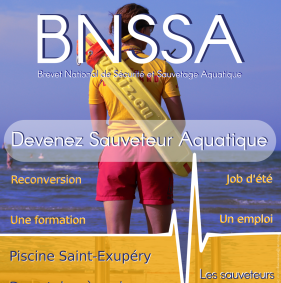 BNSSA
Brevet National de Sécurité et Sauvetage Aquatique
Devenez Sauveteur Aquatique
Reconversion
Job d'été
Une formation
Un emploi
Piscine Saint-Exupéry
Les sauveteurs